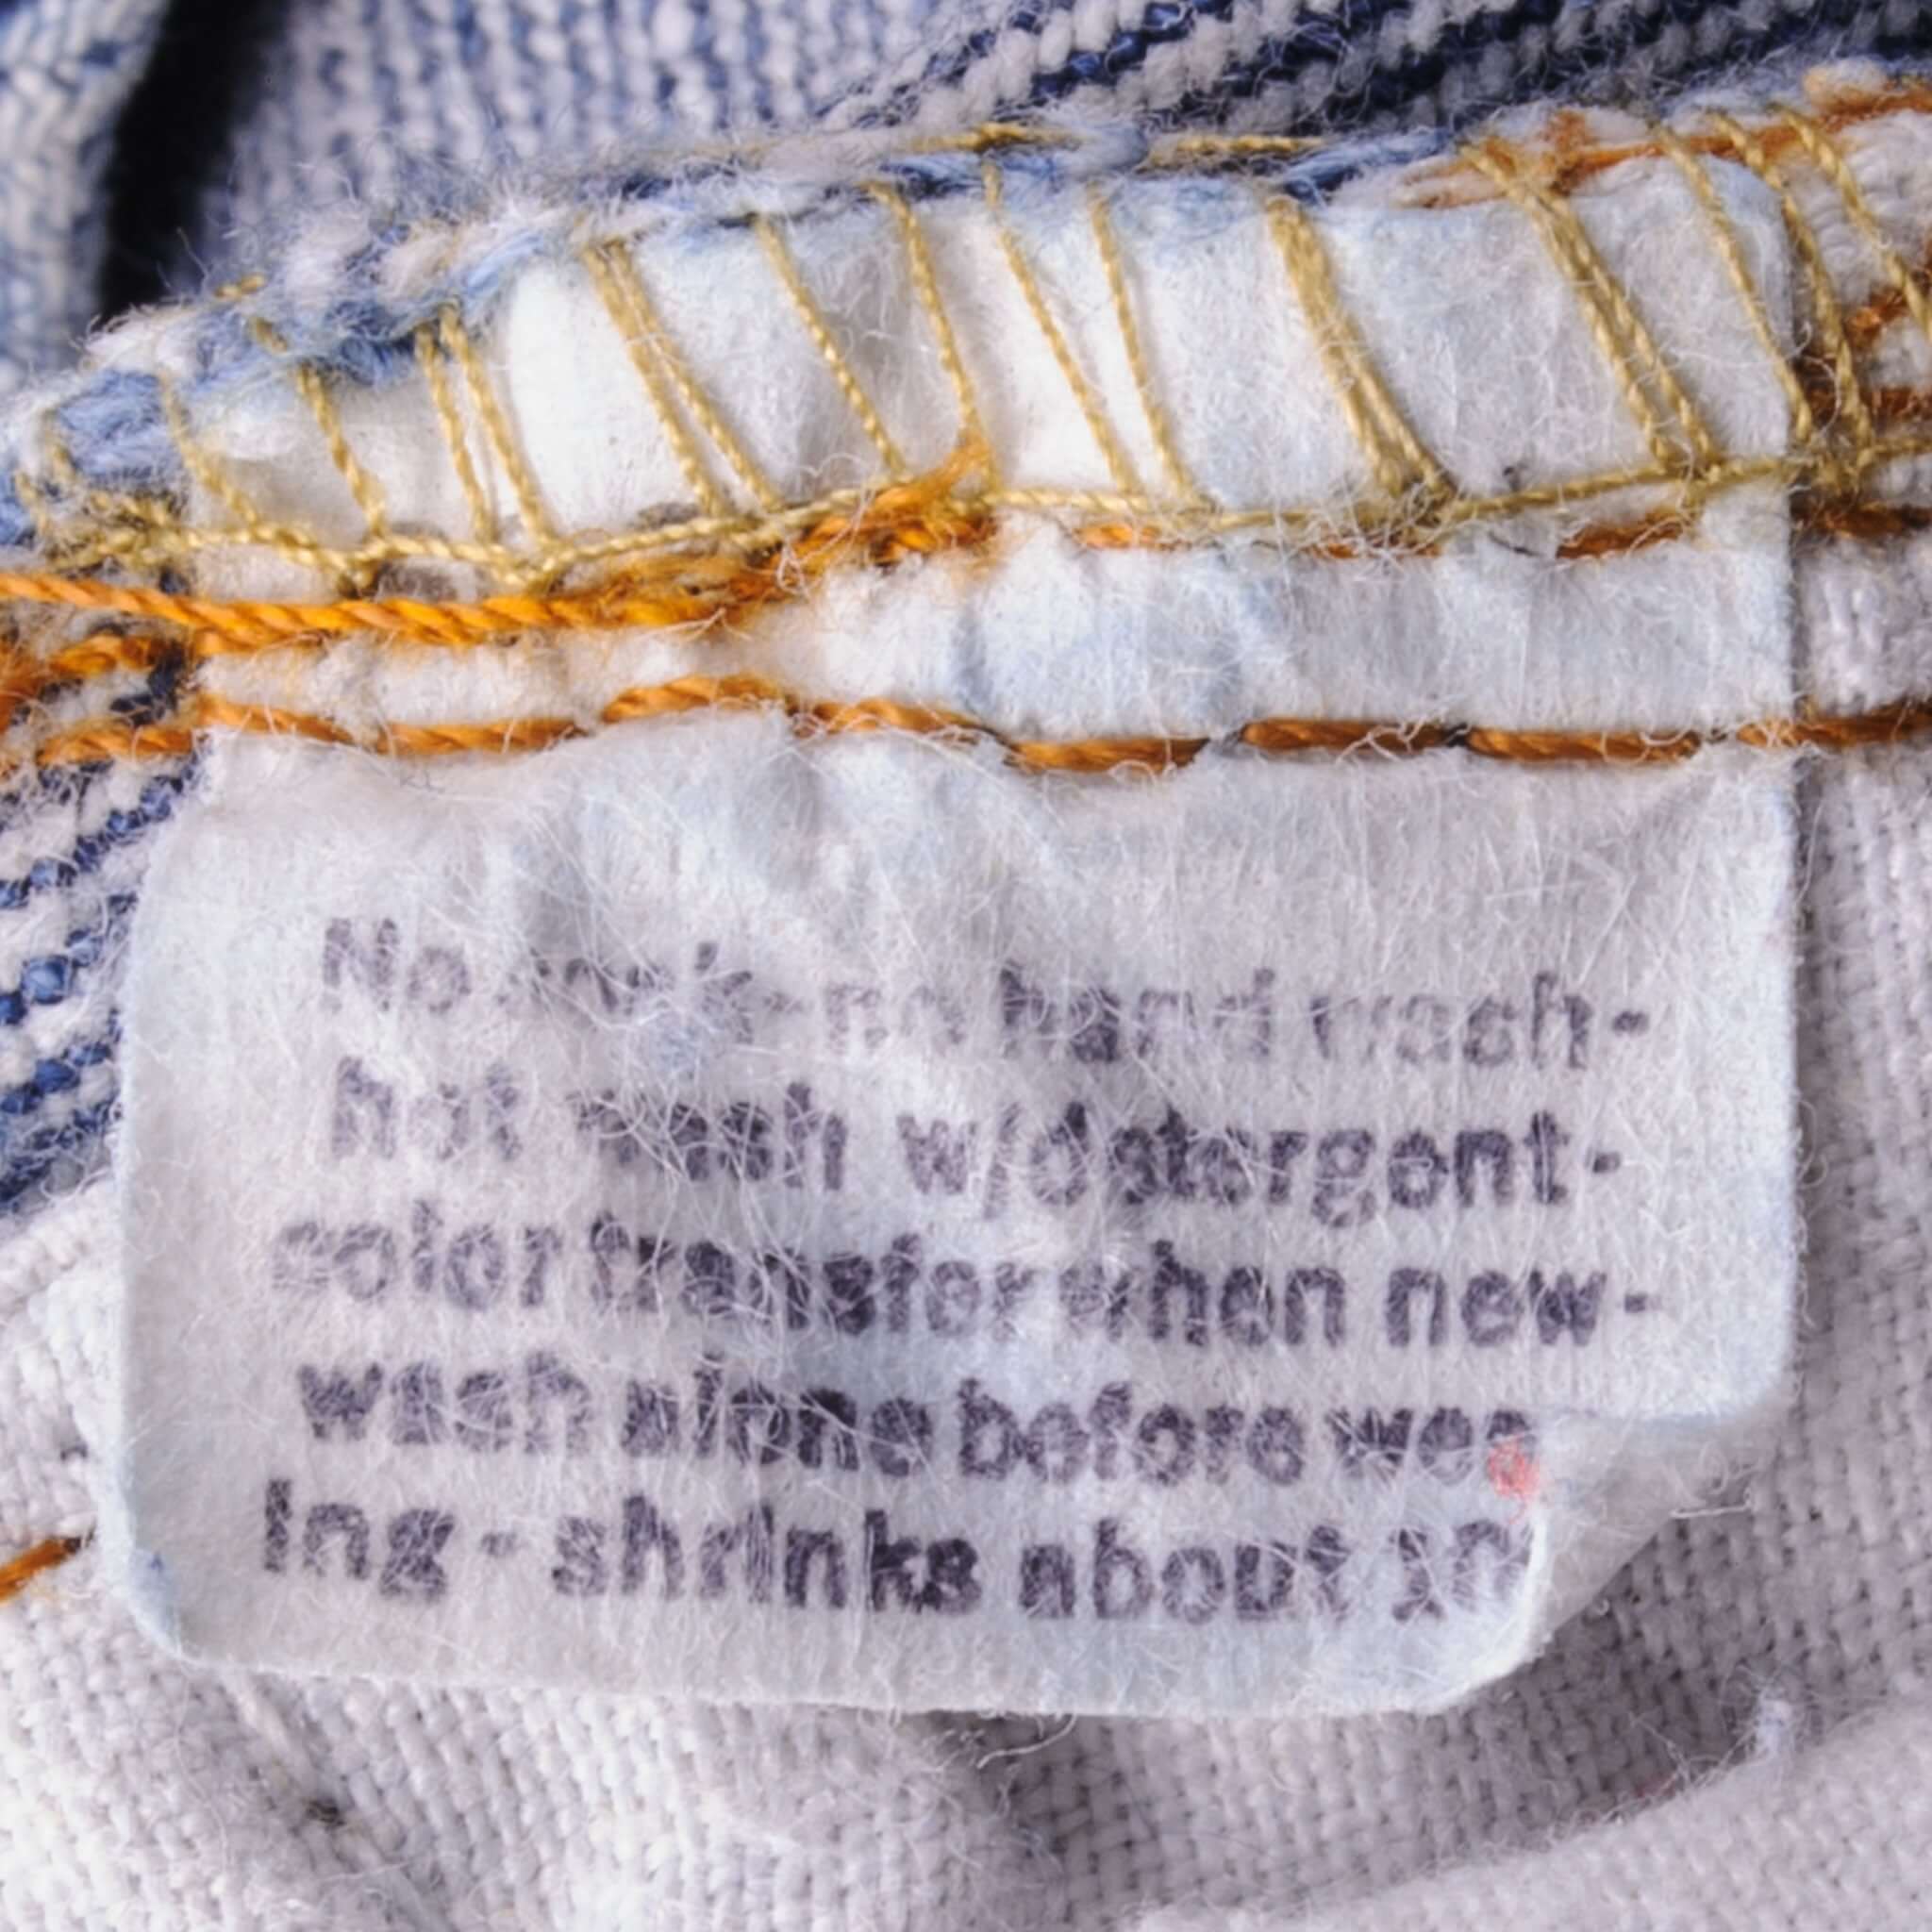 No - no hand wash-
hot wash w/detergent-
color transfer when new-
wash alone before wea
ing-shrinks about 10